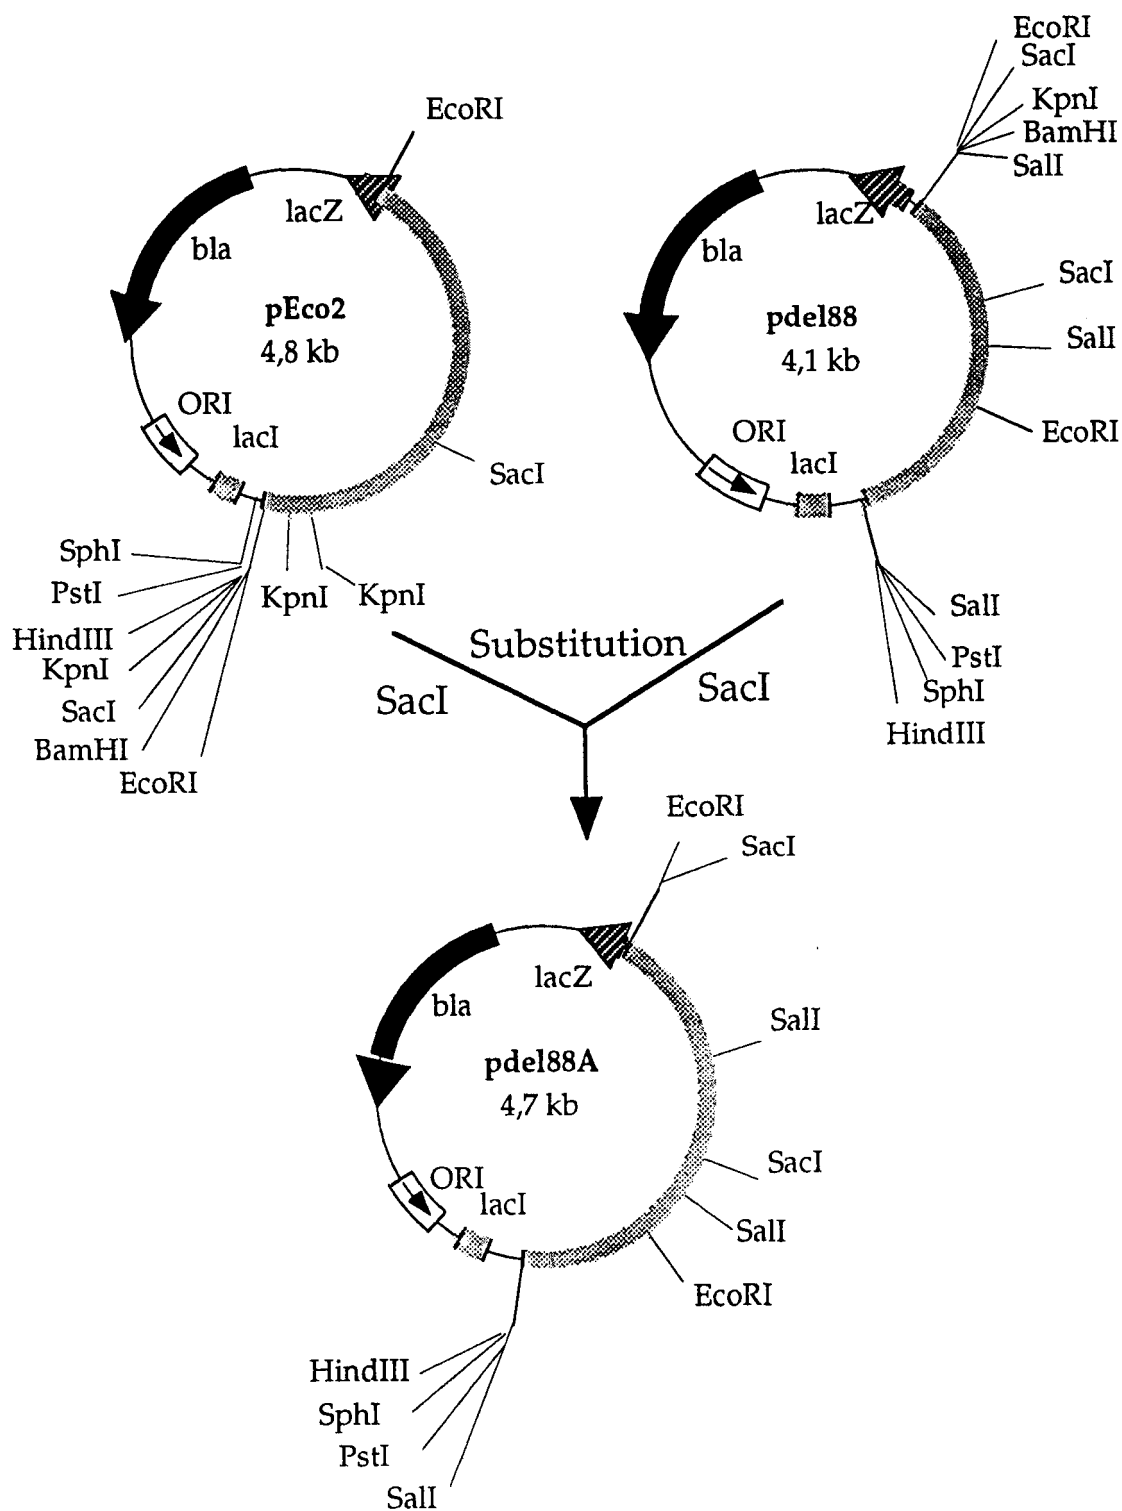 EcoRI
lacZ
bla
pEco2
4,8 kb
ORI
lacI
SacI
SphI
PstI
HindIII
KpnI
SacI
BamHI
EcoRI
KpnI
KpnI
EcoRI
SacI
KpnI
BamHI
SalI
lacZ
bla
pdel88
4,1 kb
SacI
SalI
EcoRI
ORI
lacI
SalI
PstI
SphI
HindIII
Substitution
SacI
SacI
EcoRI
SacI
lacZ
bla
pdel88A
4,7 kb
SalI
ORI
lacI
SacI
SalI
EcoRI
HindIII
SphI
PstI
SalI